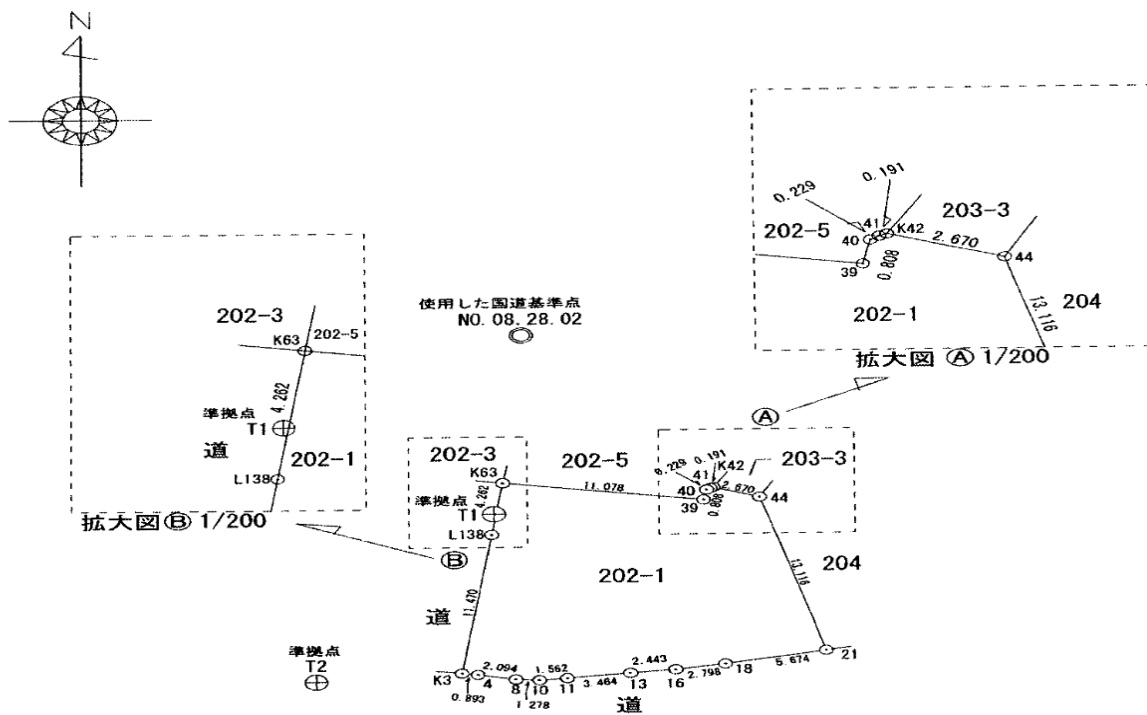 N
0.229
0.191
203-3
202-5
41
40
K42
2.670
44
39
0.808
13.116
204
202-1
拡大図 Ⓐ 1/200
202-3
K63
202-5
4.262
準拠点
T1
道
202-1
L138
拡大図 Ⓑ 1/200
使用した国道基準点
NO.08.28.02
Ⓐ
202-3
K63
202-5
11.078
4.262
準拠点
T1
L138
Ⓑ
0.229
0.191
K42
41
40
39
0.808
2.670
203-3
44
204
13.116
202-1
11.470
道
準拠点
T2
K3
0.893
4
2.094
8
1.278
10
1.562
11
3.464
13
2.443
16
2.798
18
5.674
21
道